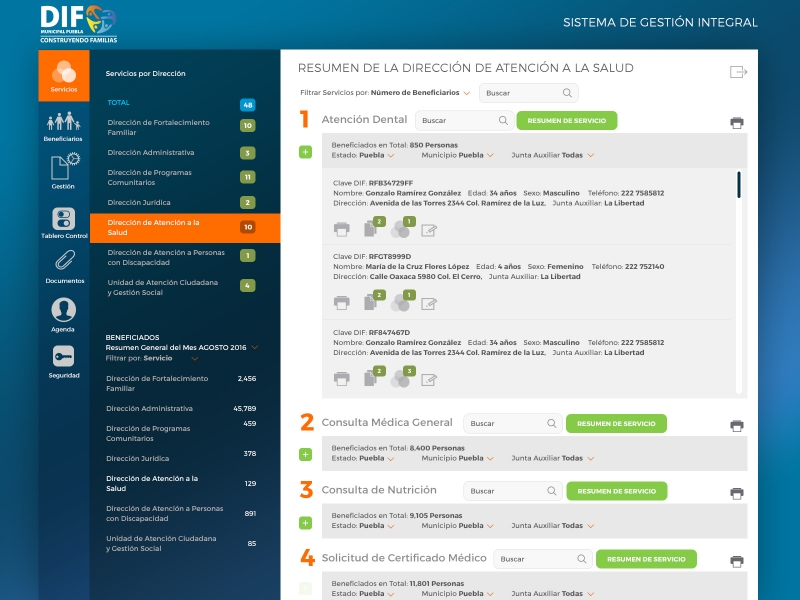 DIF
MUNICIPAL PUEBLA
CONSTRUYENDO FAMILIAS
SISTEMA DE GESTIÓN INTEGRAL
Servicios
Beneficiarios
Gestión
Tablero Control
Documentos
Agenda
Seguridad
Servicios por Dirección
TOTAL 48
Dirección de Fortalecimiento
Familiar 10
Dirección Administrativa 3
Dirección de Programas
Comunitarios 11
Dirección Jurídica 2
Dirección de Atención a la
Salud 10
Dirección de Atención a Personas
con Discapacidad 1
Unidad de Atención Ciudadana
y Gestión Social 4
BENEFICIADOS
Resumen General del Mes AGOSTO 2016
Filtrar por: Servicio
Dirección de Fortalecimiento 2,456
Familiar
Dirección Administrativa 45,789
Dirección de Programas 459
Comunitarios
Dirección Jurídica 378
Dirección de Atención a la
Salud 129
Dirección de Atención a Personas
con Discapacidad 891
Unidad de Atención Ciudadana
y Gestión Social 85
RESUMEN DE LA DIRECCIÓN DE ATENCIÓN A LA SALUD
Filtrar Servicios por: Número de Beneficiarios Buscar
1 Atención Dental Buscar RESUMEN DE SERVICIO
+
Beneficiados en Total: 850 Personas
Estado: Puebla Municipio Puebla Junta Auxiliar Todas
Clave DIF: RFB34729FF
Nombre: Gonzalo Ramírez González Edad: 34 años Sexo: Masculino Teléfono: 222 7585812
Dirección: Avenida de las Torres 2344 Col. Ramírez de la Luz, Junta Auxiliar: La Libertad
2 1
Clave DIF: RFGT8999D
Nombre: María de la Cruz Flores López Edad: 4 años Sexo: Femenino Teléfono: 222 752140
Dirección: Calle Oaxaca 5980 Col. El Cerro, Junta Auxiliar: La Libertad
2 1
Clave DIF: RF847467D
Nombre: Gonzalo Ramírez González Edad: 34 años Sexo: Masculino Teléfono: 222 7585812
Dirección: Avenida de las Torres 2344 Col. Ramírez de la Luz, Junta Auxiliar: La Libertad
2 3
2 Consulta Médica General Buscar RESUMEN DE SERVICIO
+
Beneficiados en Total: 8,400 Personas
Estado: Puebla Municipio Puebla Junta Auxiliar Todas
3 Consulta de Nutrición Buscar RESUMEN DE SERVICIO
+
Beneficiados en Total: 9,105 Personas
Estado: Puebla Municipio Puebla Junta Auxiliar Todas
4 Solicitud de Certificado Médico Buscar RESUMEN DE SERVICIO
Beneficiados en Total: 11,801 Personas
Estado: Puebla Municipio Puebla Junta Auxiliar Todas